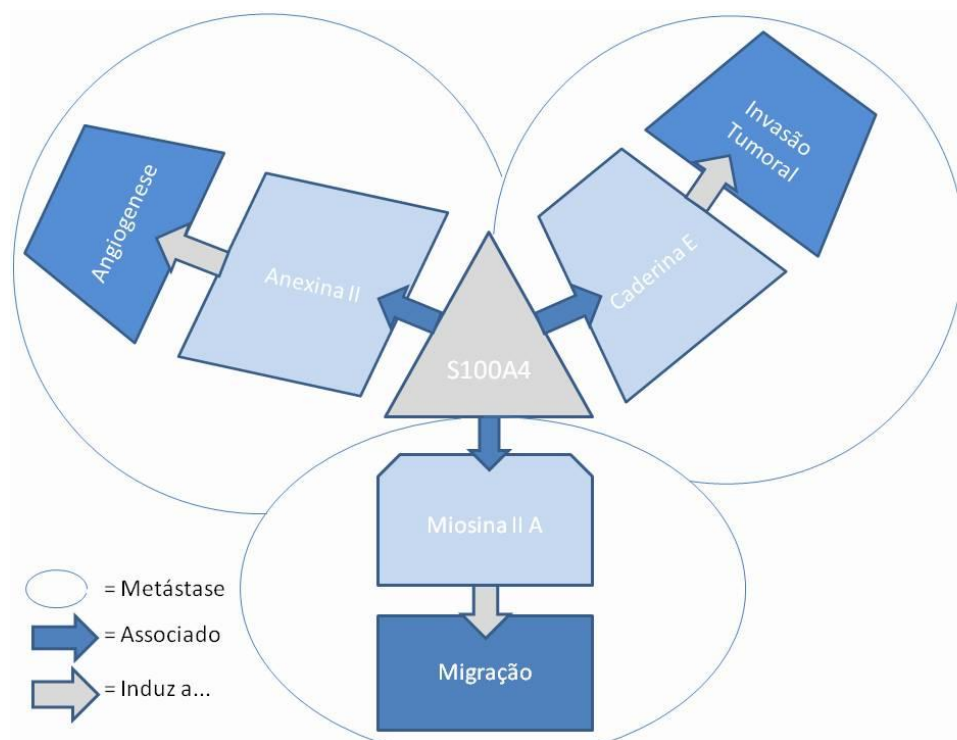 Angiogenese
Anexina II
Invasão
Tumoral
Caderina E
S100A4
Miosina II A
Migração
= Metástase
= Associado
= Induz a...